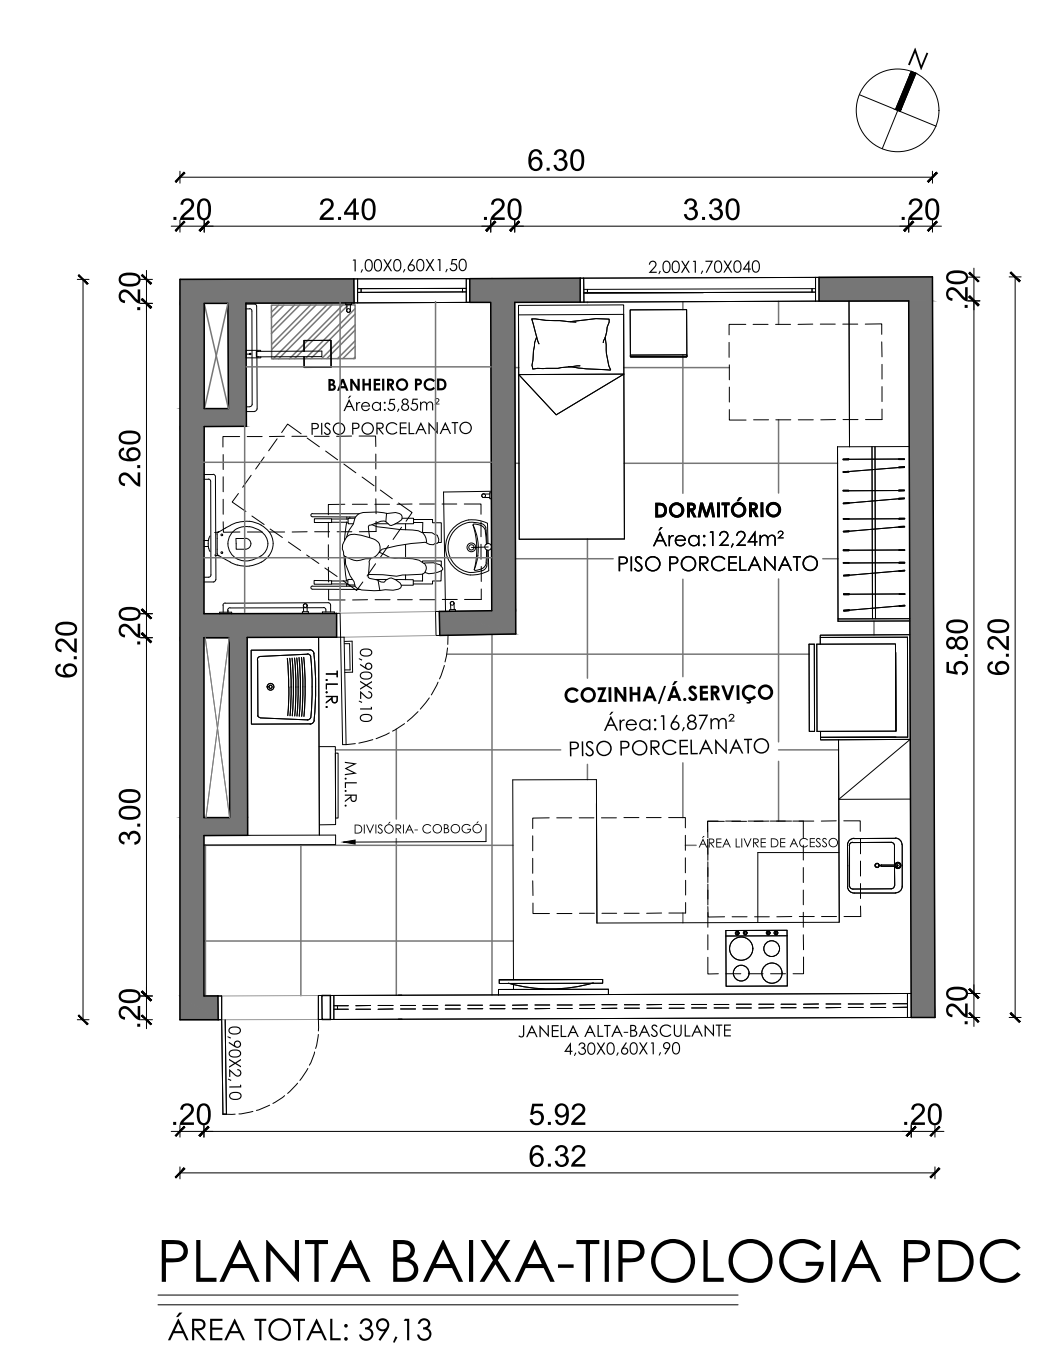 N
6.30
.20 2.40 .20 3.30 .20
1,00X0,60X1,50
2,00X1,70X040
.20
.20
BANHEIRO PCD
Área:5,85m²
PISO PORCELANATO
2.60
DORMITÓRIO
Área:12,24m²
PISO PORCELANATO
.20
6.20
5.80
6.20
T.L.R.
0,90X2,10
COZINHA/Á.SERVIÇO
Área:16,87m²
PISO PORCELANATO
M.L.R.
3.00
DIVISÓRIA- COBOGÓ
ÁREA LIVRE DE ACESSO
.20
.20
JANELA ALTA-BASCULANTE
4,30X0,60X1,90
0,90X2,10
.20 5.92 .20
6.32
PLANTA BAIXA-TIPOLOGIA PDC
ÁREA TOTAL: 39,13